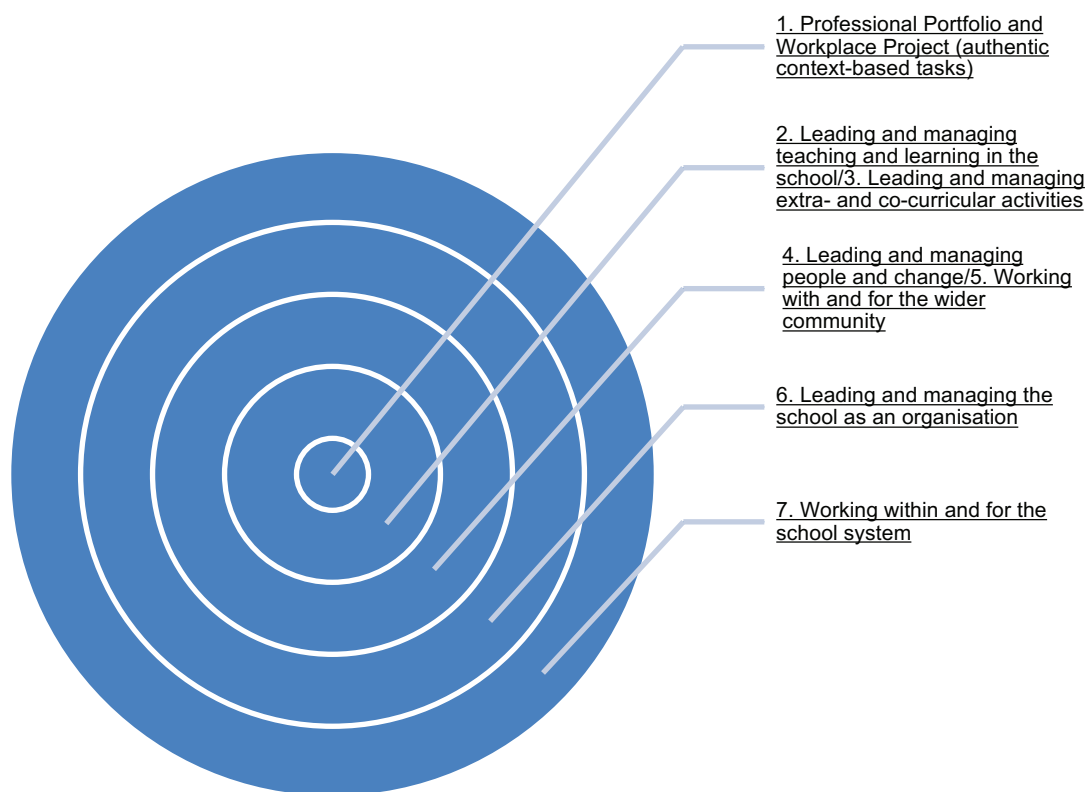 1. Professional Portfolio and
Workplace Project (authentic
context-based tasks)
2. Leading and managing
teaching and learning in the
school/3. Leading and managing
extra- and co-curricular activities
4. Leading and managing
people and change/5. Working
with and for the wider
community
6. Leading and managing the
school as an organisation
7. Working within and for the
school system